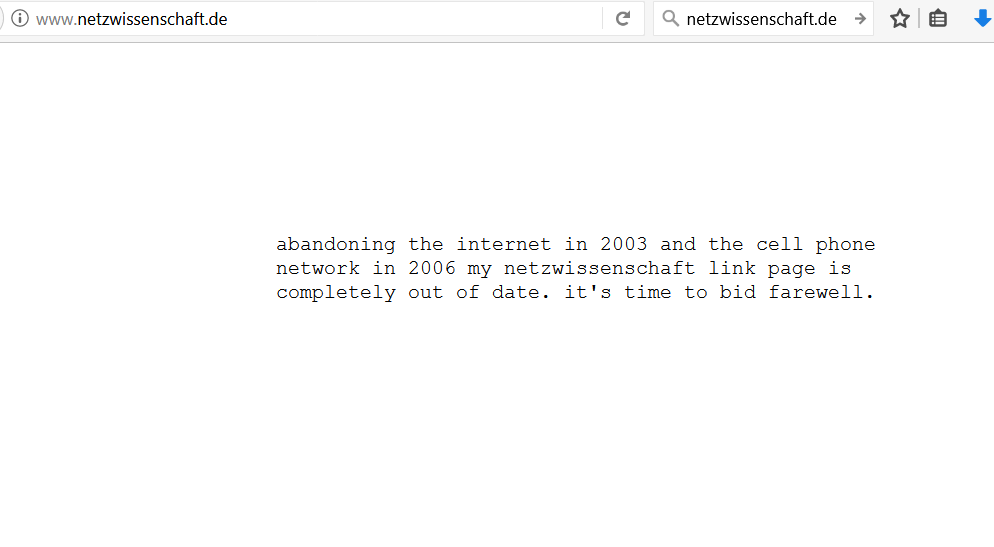 www.netzwissenschaft.de
netzwissenschaft.de
abandoning the internet in 2003 and the cell phone
network in 2006 my netzwissenschaft link page is
completely out of date. it's time to bid farewell.